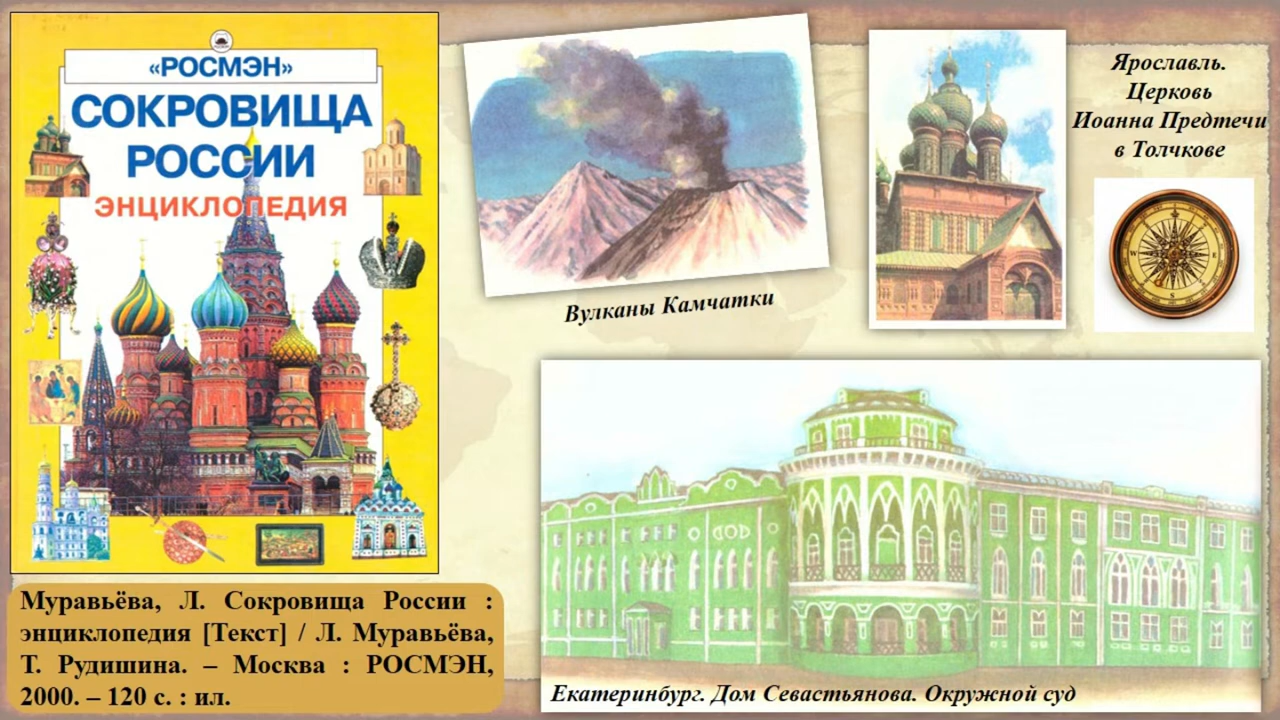 «РОСМЭН»
СОКРОВИЩА
РОССИИ
ЭНЦИКЛОПЕДИЯ
Муравьёва, Л. Сокровища России :
энциклопедия [Текст] / Л. Муравьёва,
Т. Рудишина. – Москва : РОСМЭН,
2000. – 120 с. : ил.
Вулканы Камчатки
Ярославль.
Церковь
Иоанна Предтечи
в Толчкове
N
W
E
S
Екатеринбург. Дом Севастьянова. Окружной суд